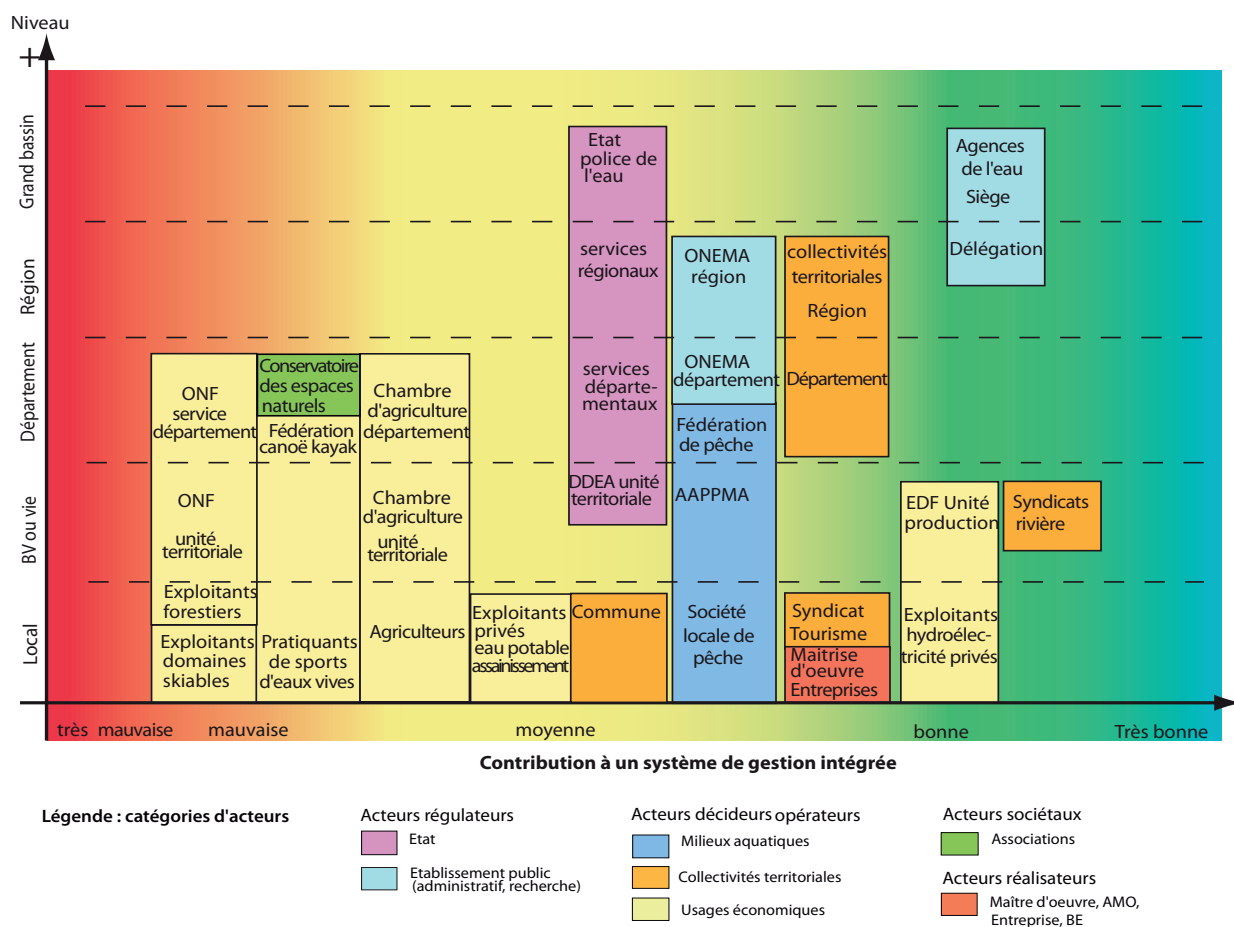 Niveau
+
Grand bassin
Région
Département
BV ou vie
Local
Etat
police de
l'eau
services
régionaux
services
départe-
mentaux
DDEA unité
territoriale
Agences
de l'eau
Siège
Délégation
ONEMA
région
ONEMA
département
Fédération
de pêche
AAPPMA
Société
locale de
pêche
collectivités
territoriales
Région
Département
ONF
service
département
ONF
unité
territoriale
Exploitants
forestiers
Exploitants
domaines
skiables
Conservatoire
des espaces
naturels
Fédération
canoë kayak
Pratiquants
de sports
d'eaux vives
Chambre
d'agriculture
département
Chambre
d'agriculture
unité
territoriale
Agriculteurs
Exploitants
privés
eau potable
assainissement
Commune
Syndicat
Tourisme
Maitrise
d'oeuvre
Entreprises
EDF Unité
production
Exploitants
hydroélec-
tricité privés
Syndicats
rivière
très mauvaise
mauvaise
moyenne
bonne
Très bonne
Contribution à un système de gestion intégrée
Légende : catégories d'acteurs
Acteurs régulateurs
Etat
Etablissement public
(administratif, recherche)
Acteurs décideurs opérateurs
Milieux aquatiques
Collectivités territoriales
Usages économiques
Acteurs sociétaux
Associations
Acteurs réalisateurs
Maître d'oeuvre, AMO,
Entreprise, BE